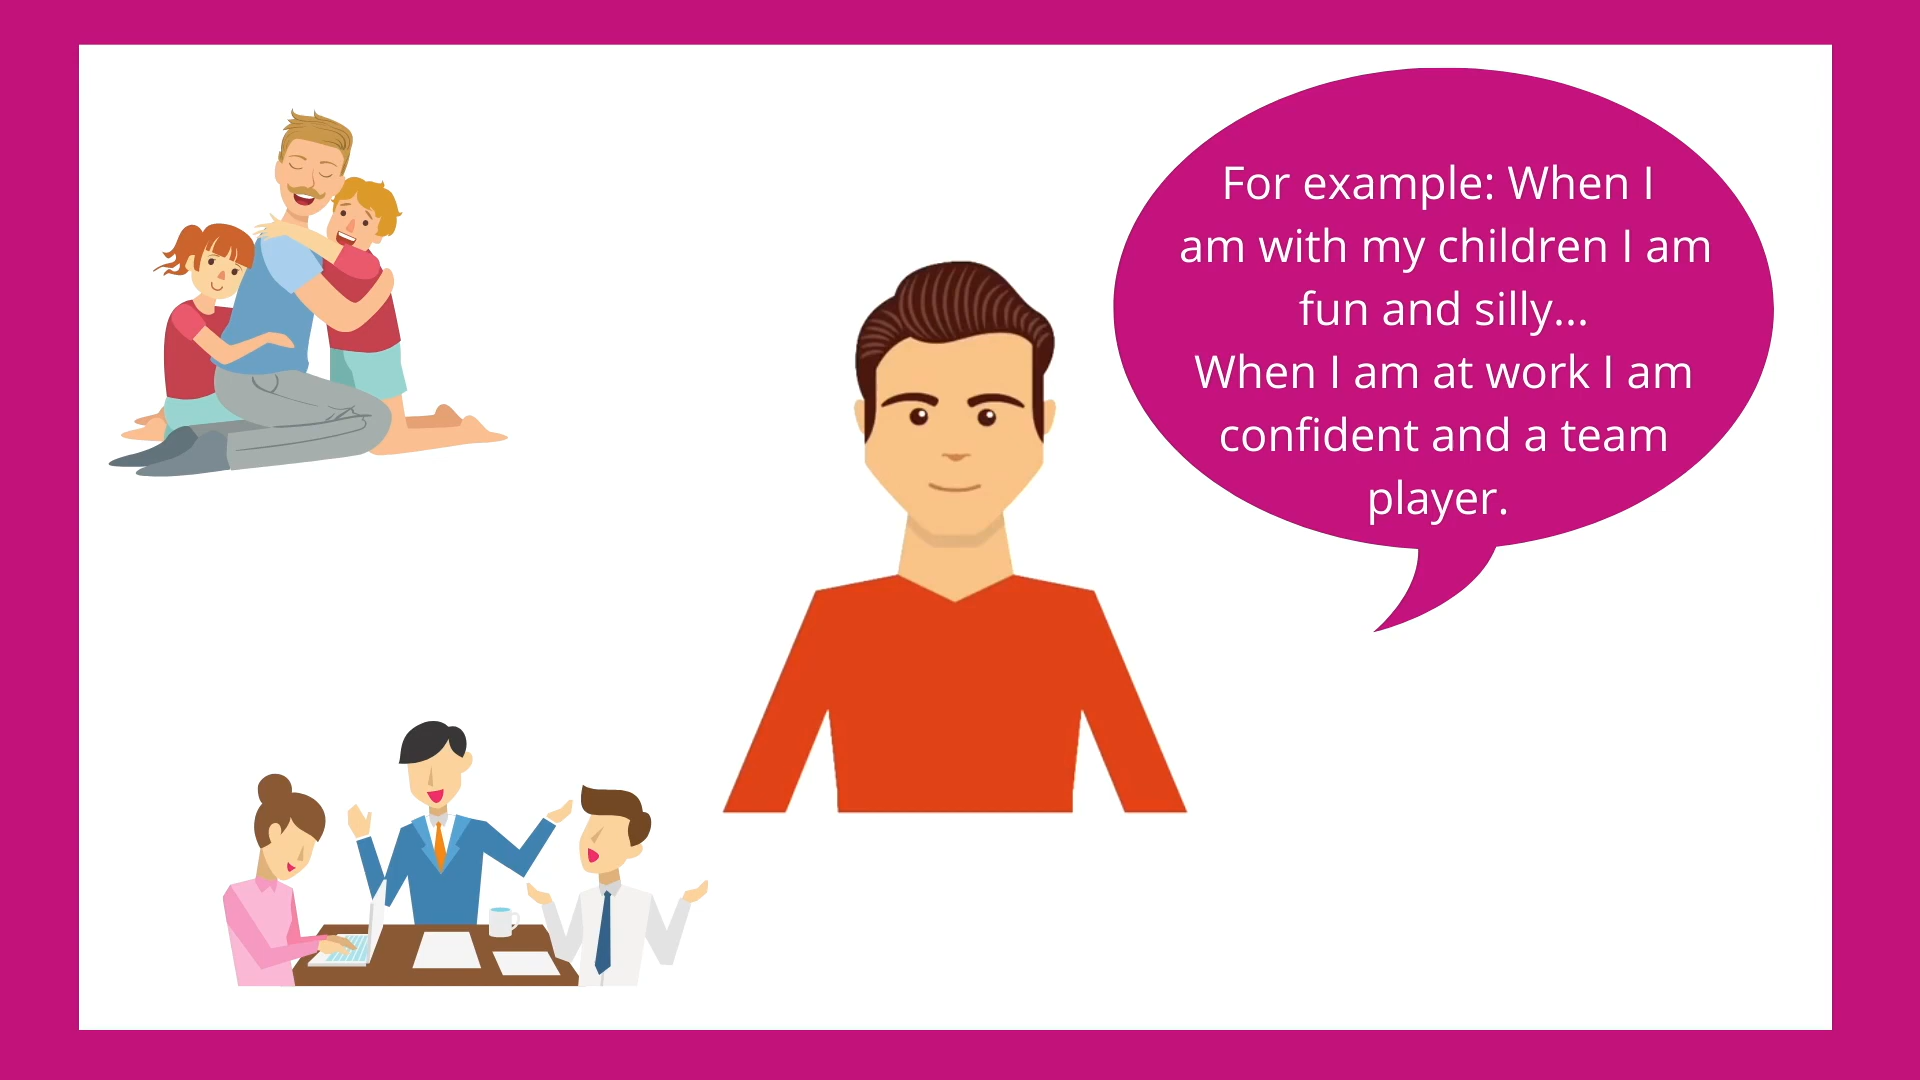 For example: When I
am with my children I am
fun and silly...
When I am at work I am
confident and a team
player.